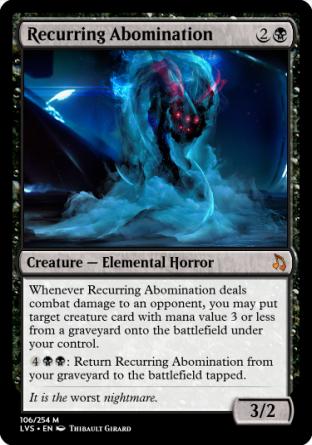 Recurring Abomination 2
Creature — Elemental Horror
Whenever Recurring Abomination deals
combat damage to an opponent, you may put
target creature card with mana value 3 or less
from a graveyard onto the battlefield under
your control.
4: Return Recurring Abomination from
your graveyard to the battlefield tapped.
It is the worst nightmare.
3/2
106/254 M
LVS • EN Thibault Girard